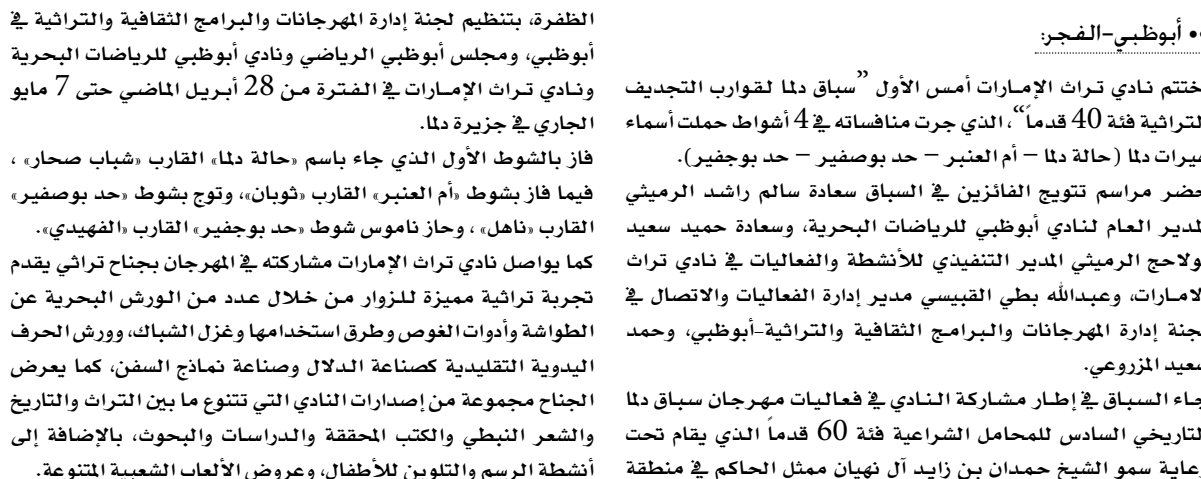 •• أبوظبي-الفجر:
ختتم نادي تراث الإمارات أمس الأول ”سباق دلما لقوارب التجديف
لتراثية فئة 40 قدماً“، الذي جرت منافساته في 4 أشواط حملت أسماء
دلما (حالة دلما – أم العنبر – حد بوصفير – حد بوجفير).
حضر مراسم تتويج الفائزين في السباق سعادة سالم راشد الرميثي
لمدير العام لنادي أبوظبي للرياضات البحرية، وسعادة حميد سعيد
ولاحج الرميثي المدير التنفيذي للأنشطة والفعاليات في نادي تراث
لامارات، وعبدالله بطي القبيسي مدير إدارة الفعاليات والاتصال في
لجنة إدارة المهرجانات والبرامج الثقافية والتراثية-أبوظبي، وحمد
سعيد المزروعي.
جاء السباق في إطار مشاركة النادي في فعاليات مهرجان سباق دلما
لتاريخي السادس للمحامل الشراعية فئة 60 قدماً الذي يقام تحت
رعاية سمو الشيخ حمدان بن زايد آل نهيان ممثل الحاكم في منطقة
الظفرة، بتنظيم لجنة إدارة المهرجانات والبرامج الثقافية والتراثية في
أبوظبي، ومجلس أبوظبي الرياضي ونادي أبوظبي للرياضات البحرية
ونادي تراث الإمارات في الفترة من 28 أبريل الماضي حتى 7 مايو
الجاري في جزيرة دلما.
فاز بالشوط الأول الذي جاء باسم «حالة دلما» القارب «شباب صحار» ،
فيما فاز بشوط «أم العنبر» القارب «ثوبان»، وتوج بشوط «حد بوصفير»
القارب «ناهل» ، وحاز ناموس شوط «حد بوجفير» القارب «الفهيدي».
كما يواصل نادي تراث الإمارات مشاركته في المهرجان بجناح تراثي يقدم
تجربة تراثية مميزة للزوار من خلال عدد من الورش البحرية عن
الطواشة وأدوات الغوص وطرق استخدامها وغزل الشباك، وورش الحرف
اليدوية التقليدية كصناعة الدلال وصناعة نماذج السفن، كما يعرض
الجناح مجموعة من إصدارات النادي التي تتنوع ما بين التراث والتاريخ
والشعر النبطي والكتب المحققة والدراسات والبحوث، بالإضافة إلى
أنشطة الرسم والتلوين للأطفال، وعروض الألعاب الشعبية المتنوعة.